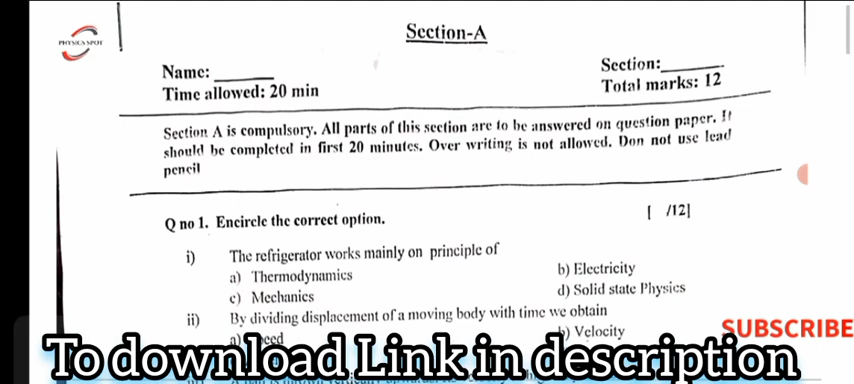 PHYSICS SPOT
Section-A
Name: ________ Section:________
Time allowed: 20 min Total marks: 12
Section A is compulsory. All parts of this section are to be answered on question paper. It
should be completed in first 20 minutes. Over writing is not allowed. Don not use lead
pencil
Q no 1. Encircle the correct option. [ /12]
i) The refrigerator works mainly on principle of
a) Thermodynamics b) Electricity
c) Mechanics d) Solid state Physics
ii) By dividing displacement of a moving body with time we obtain
b) Velocity
SUBSCRIBE
To download Link in description